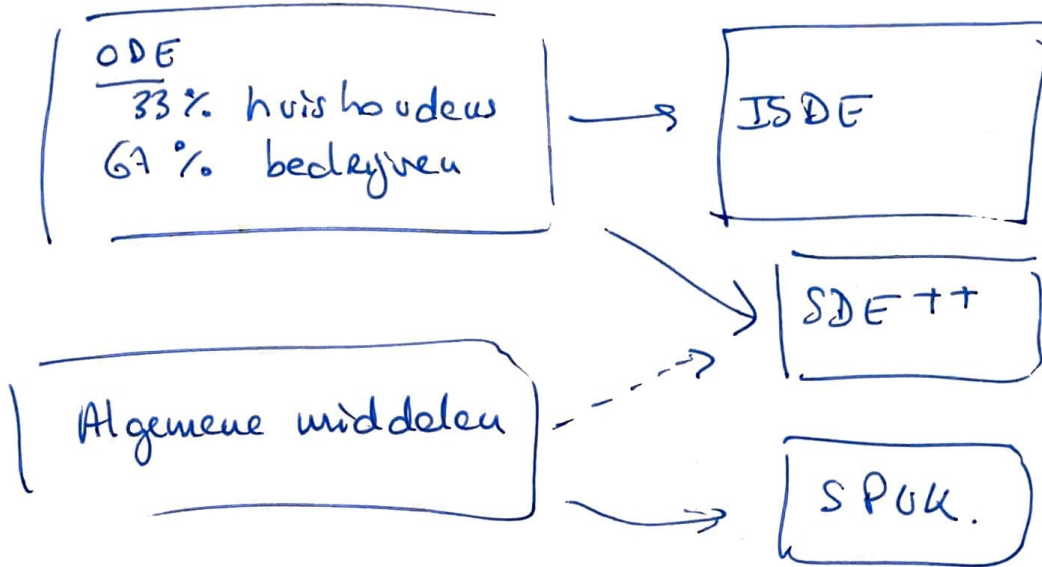 ODE
33% huishoudens
67% bedrijven
ISDE
SDE++
Algemene middelen
SPUK.